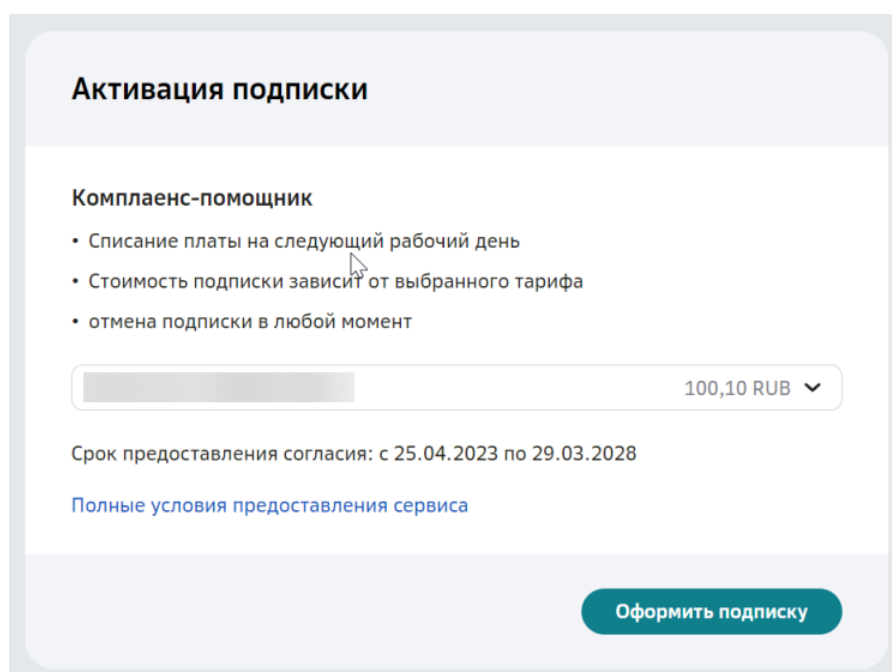 Активация подписки
Комплаенс-помощник
• Списание платы на следующий рабочий день
• Стоимость подписки зависит от выбранного тарифа
• отмена подписки в любой момент
100,10 RUB
Срок предоставления согласия: с 25.04.2023 по 29.03.2028
Полные условия предоставления сервиса
Оформить подписку